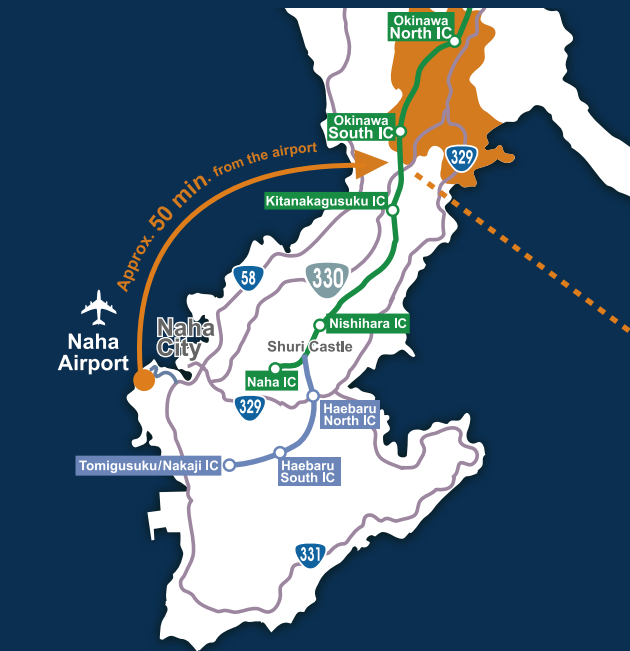 Okinawa
North IC
Okinawa
South IC
329
Approx. 50 min. from the airport
Kitanakagusuku IC
58
330
Naha
Airport
Naha
City
Nishihara IC
Shuri Castle
Naha IC
329
Haebaru
North IC
Tomigusuku/Nakaji IC
Haebaru
South IC
331